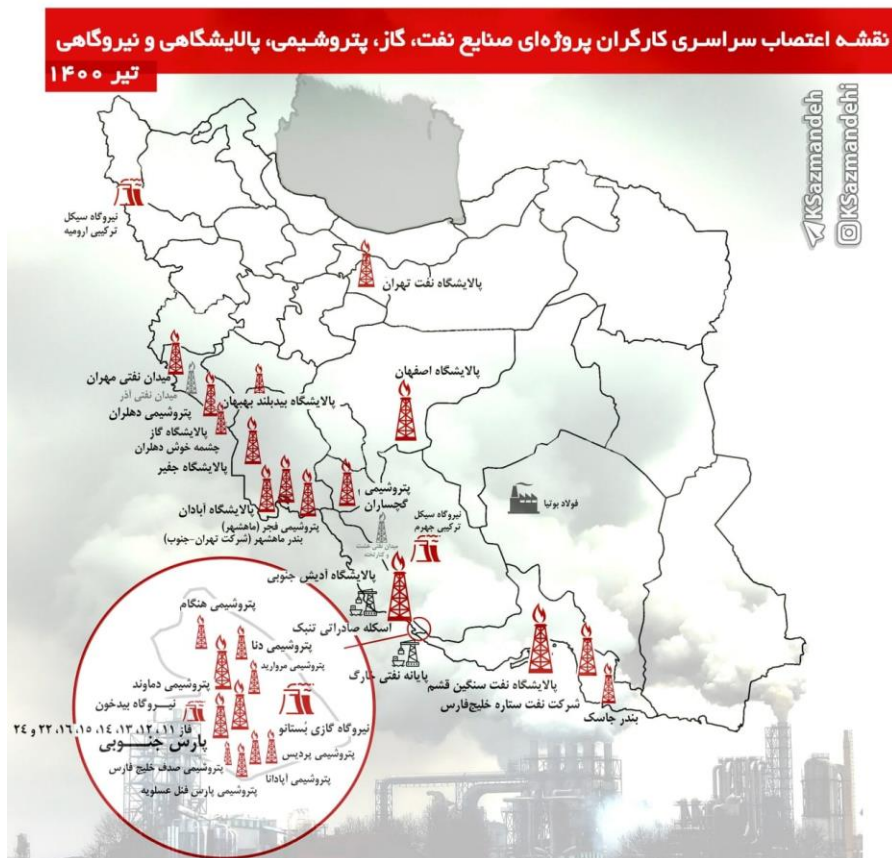 نقشه اعتصاب سراسری کارگران پروژه‌ای صنایع نفت، گاز، پتروشیمی، پالایشگاهی و نیروگاهی
تیر ۱۴۰۰
KSazmandeh
KSazmandehi
نیروگاه سیکل
ترکیبی ارومیه
پالایشگاه نفت تهران
میدان نفتی مهران
میدان نفتی آذر
پتروشیمی دهلران
پالایشگاه گاز
چشمه خوش دهلران
پالایشگاه بیدبلند بهبهان
پالایشگاه اصفهان
پالایشگاه جفیر
پالایشگاه آبادان
پتروشیمی فجر (ماهشهر)
بندر ماهشهر (شرکت تهران-جنوب)
پتروشیمی
گچساران
نیروگاه سیکل
ترکیبی جهرم
فولاد بوتیا
پالایشگاه آدیش جنوبی
اسکله صادراتی تنبک
پایانه نفتی خارگ
پالایشگاه نفت سنگین قشم
شرکت نفت ستاره خلیج‌فارس
بندر جاسک
پتروشیمی هنگام
پتروشیمی دنا
پتروشیمی مروارید
پتروشیمی دماوند
نیروگاه بیدخون
نیروگاه گازی بُستانو
فاز ۱۱، ۱۲، ۱۳، ۱۴، ۱۵، ۱۶، ۲۲ و ۲۴
پارس جنوبی
پتروشیمی پردیس
پتروشیمی صدف خلیج فارس
پتروشیمی آپادانا
پتروشیمی پارس فنل عسلویه